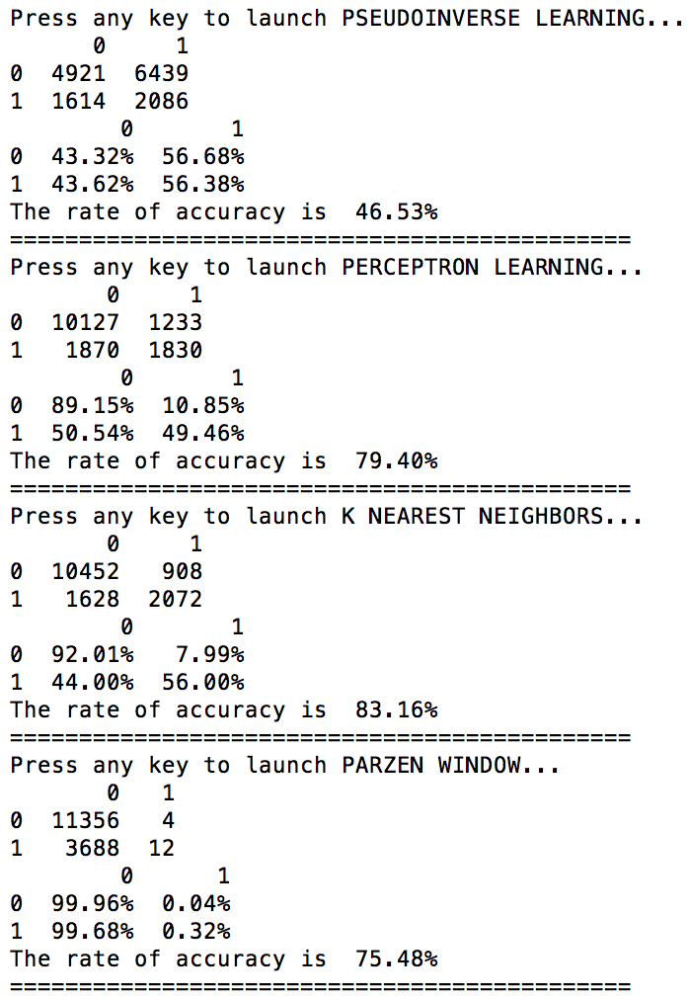 Press any key to launch PSEUDOINVERSE LEARNING...
      0     1
0  4921  6439
1  1614  2086
        0       1
0  43.32%  56.68%
1  43.62%  56.38%
The rate of accuracy is  46.53%
=============================================
Press any key to launch PERCEPTRON LEARNING...
       0     1
0  10127  1233
1   1870  1830
        0       1
0  89.15%  10.85%
1  50.54%  49.46%
The rate of accuracy is  79.40%
=============================================
Press any key to launch K NEAREST NEIGHBORS...
       0     1
0  10452   908
1   1628  2072
        0       1
0  92.01%   7.99%
1  44.00%  56.00%
The rate of accuracy is  83.16%
=============================================
Press any key to launch PARZEN WINDOW...
       0   1
0  11356   4
1   3688  12
        0      1
0  99.96%  0.04%
1  99.68%  0.32%
The rate of accuracy is  75.48%
=============================================